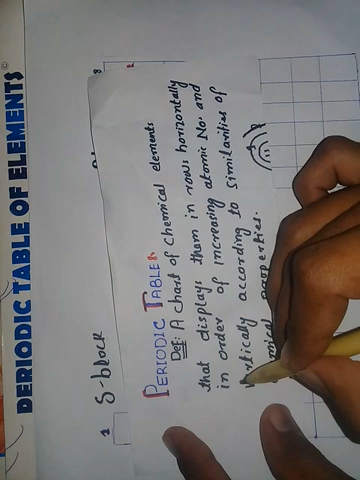 PERIODIC TABLE OF ELEMENTS
©
1 S-block
PERIODIC TABLE:
Def: A chart of chemical elements
that displays them in rows horizontally
in order of increasing atomic No. and
vertically according to similarities of
properties.